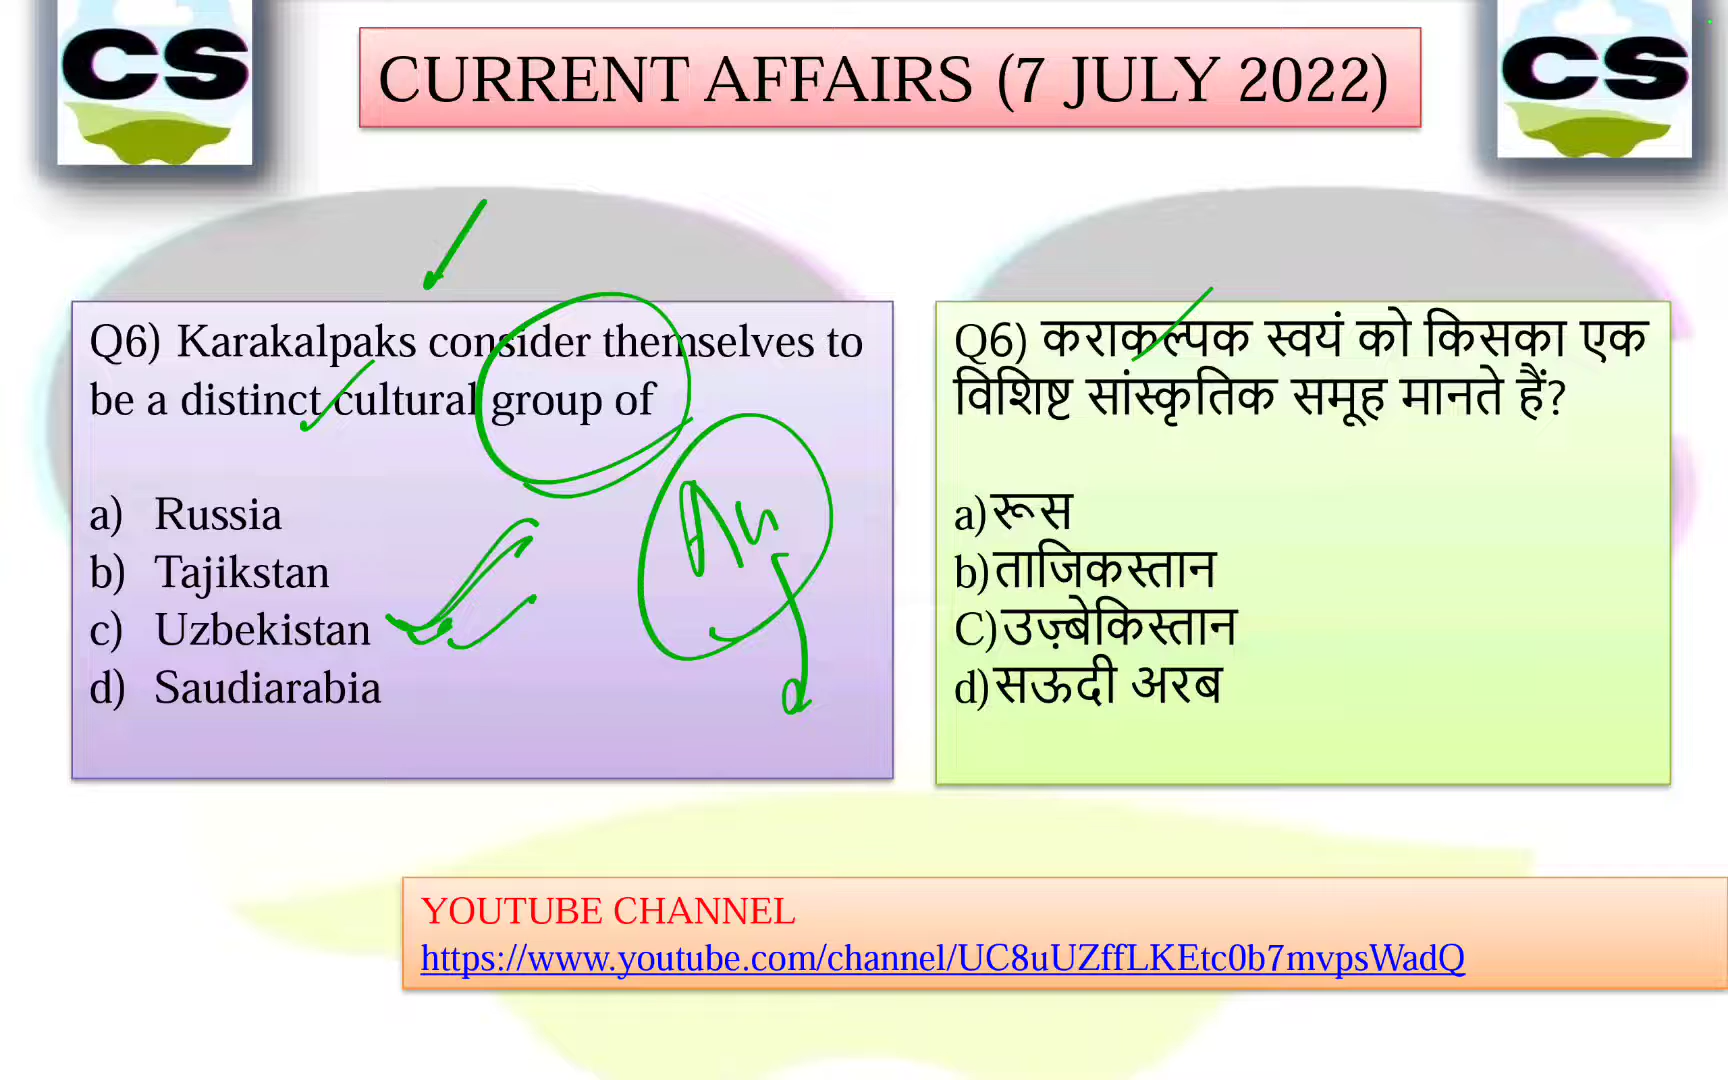 CS
CURRENT AFFAIRS (7 JULY 2022)
CS
Q6) Karakalpaks consider themselves to
be a distinct cultural group of
a) Russia
b) Tajikstan
c) Uzbekistan
d) Saudiarabia
Q6) कराकल्पक स्वयं को किसका एक
विशिष्ट सांस्कृतिक समूह मानते हैं?
a)रूस
b)ताजिकस्तान
C)उज़्बेकिस्तान
d)सऊदी अरब
YOUTUBE CHANNEL
https://www.youtube.com/channel/UC8uUZffLKEtc0b7mvpsWadQ